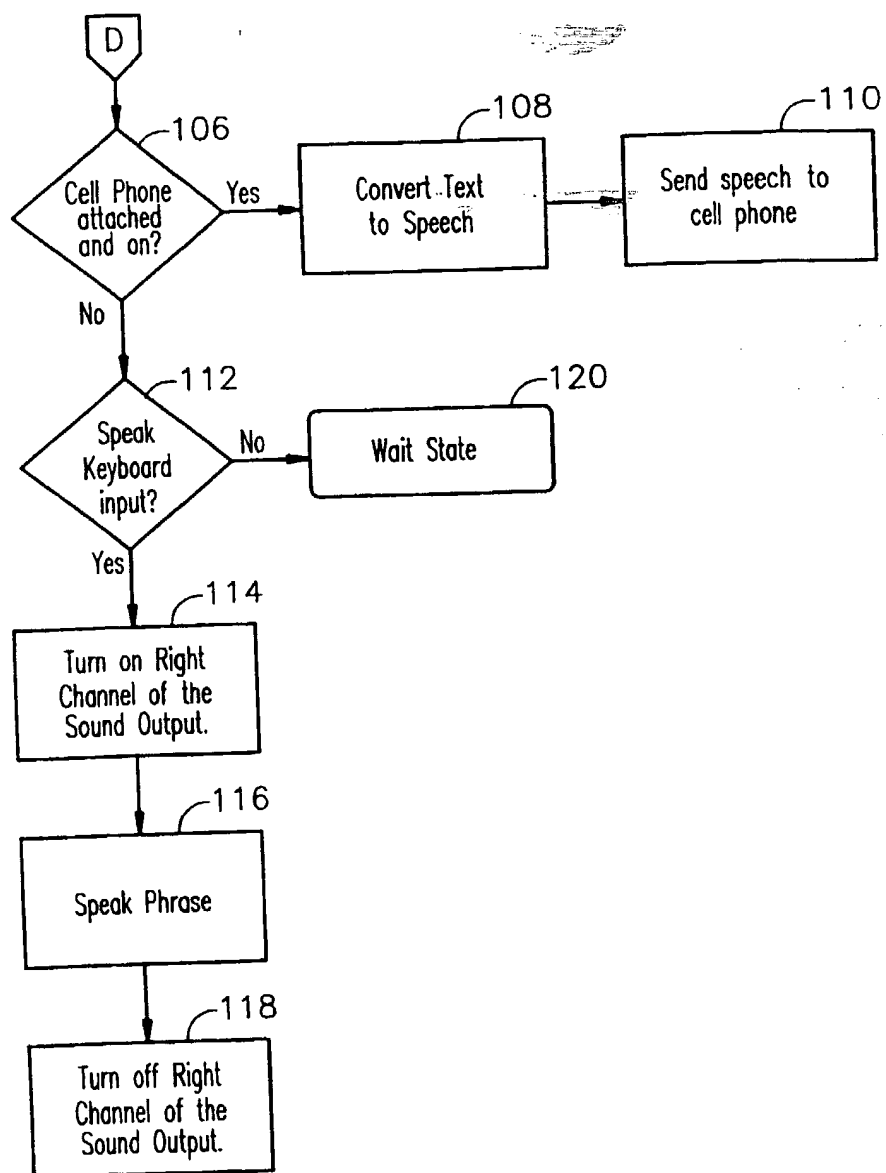 D
106
Cell Phone
attached
and on?
Yes
108
Convert Text
to Speech
110
Send speech to
cell phone
No
112
Speak
Keyboard
input?
No
120
Wait State
Yes
114
Turn on Right
Channel of the
Sound Output.
116
Speak Phrase
118
Turn off Right
Channel of the
Sound Output.